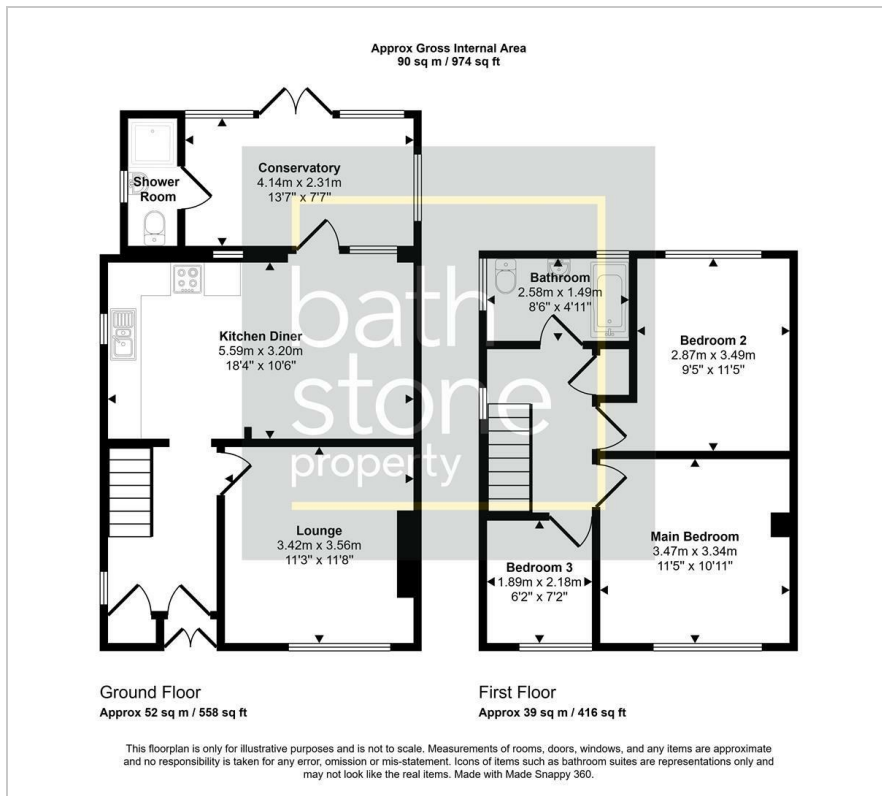 Approx Gross Internal Area
90 sq m / 974 sq ft
Conservatory
4.14m x 2.31m
13'7" x 7'7"
Shower
Room
Kitchen Diner
5.59m x 3.20m
18'4" x 10'6"
Lounge
3.42m x 3.56m
11'3" x 11'8"
Bathroom
2.58m x 1.49m
8'6" x 4'11"
Bedroom 2
2.87m x 3.49m
9'5" x 11'5"
Main Bedroom
3.47m x 3.34m
11'5" x 10'11"
Bedroom 3
1.89m x 2.18m
6'2" x 7'2"
bath
stone
property
Ground Floor
Approx 52 sq m / 558 sq ft
First Floor
Approx 39 sq m / 416 sq ft
This floorplan is only for illustrative purposes and is not to scale. Measurements of rooms, doors, windows, and any items are approximate
and no responsibility is taken for any error, omission or mis-statement. Icons of items such as bathroom suites are representations only and
may not look like the real items. Made with Made Snappy 360.